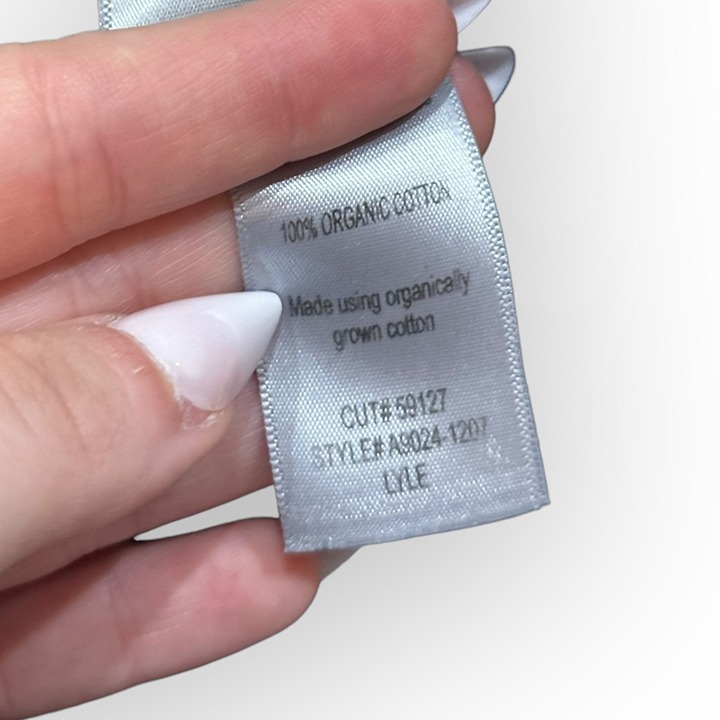 100% ORGANIC COTTON
Made using organically
grown cotton
CUT# 59127
STYLE# A9024-1207
LYLE